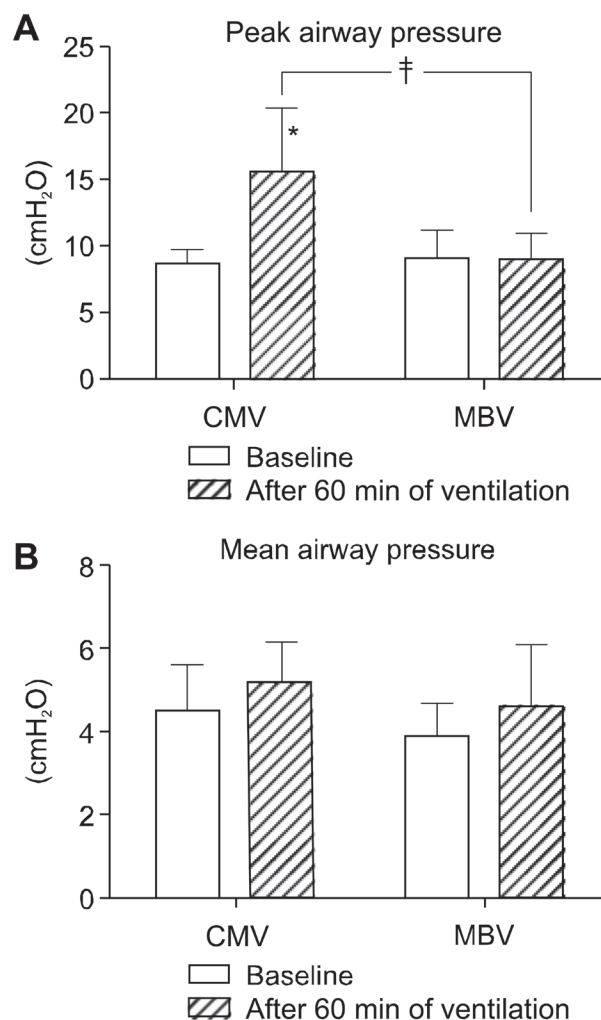 A
Peak airway pressure
25
20
15
10
5
0
(cmH₂O)
‡
*
CMV MBV
Baseline
After 60 min of ventilation
B
Mean airway pressure
8
6
4
2
0
(cmH₂O)
CMV MBV
Baseline
After 60 min of ventilation